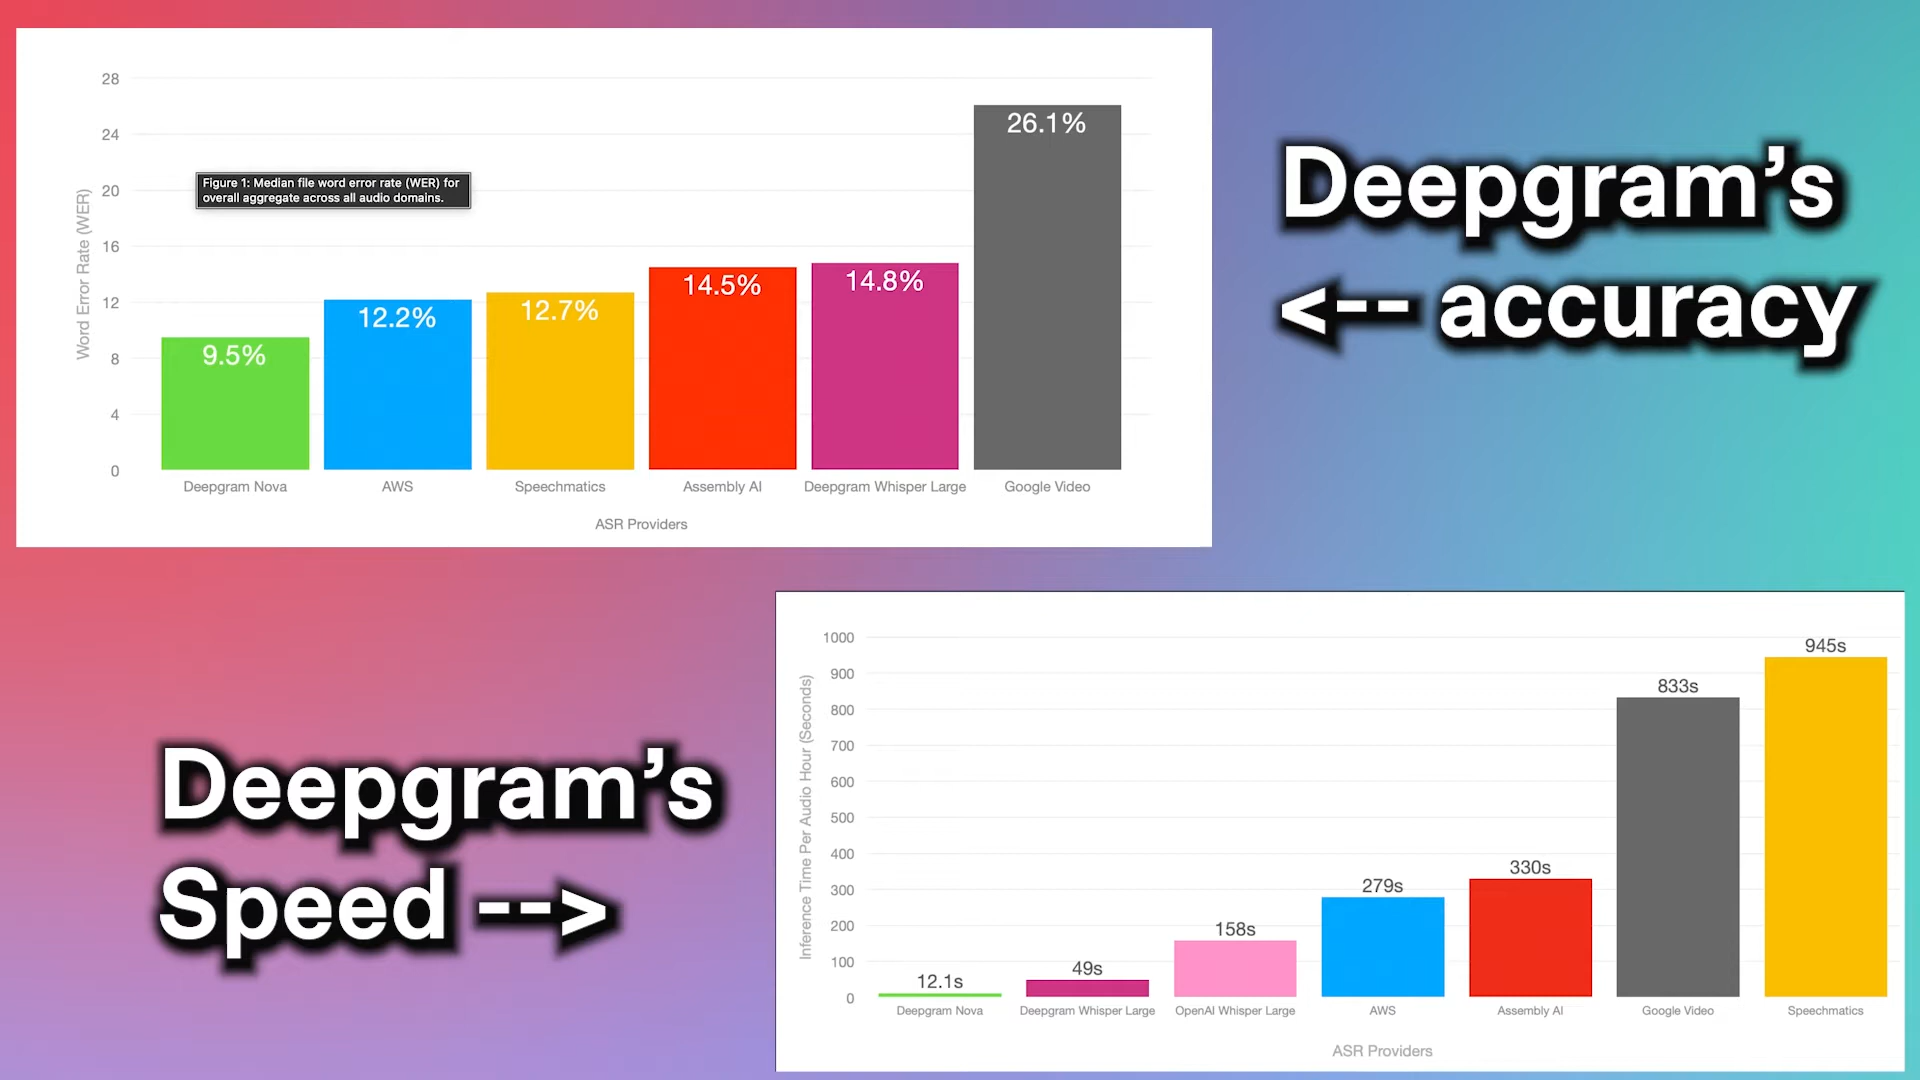 28
24
20
16
12
8
4
0
Word Error Rate (WER)
Figure 1: Median file word error rate (WER) for
overall aggregate across all audio domains.
9.5%
12.2%
12.7%
14.5%
14.8%
26.1%
Deepgram Nova
AWS
Speechmatics
Assembly AI
Deepgram Whisper Large
Google Video
ASR Providers
Deepgram’s
<-- accuracy
Deepgram’s
Speed -->
1000
900
800
700
600
500
400
300
200
100
0
Inference Time Per Audio Hour (Seconds)
12.1s
49s
158s
279s
330s
833s
945s
Deepgram Nova
Deepgram Whisper Large
OpenAI Whisper Large
AWS
Assembly AI
Google Video
Speechmatics
ASR Providers